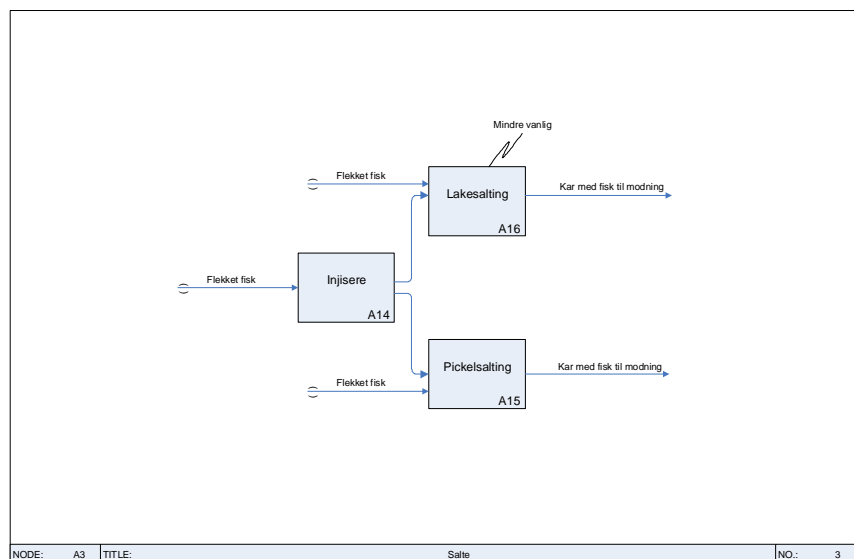 Mindre vanlig
Flekket fisk
Lakesalting
Kar med fisk til modning
A16
Flekket fisk
Injisere
A14
Pickelsalting
Kar med fisk til modning
Flekket fisk
A15
NODE: A3 TITLE: Salte NO.: 3